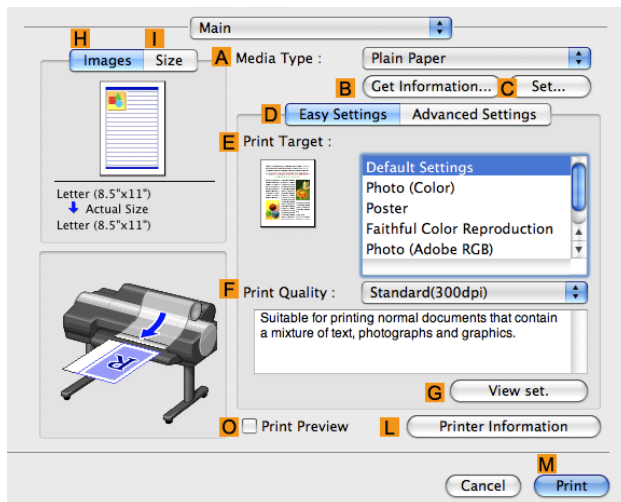 Main
H
I
Images
Size
A
Media Type :
Plain Paper
B
Get Information...
C
Set...
D
Easy Settings
Advanced Settings
E
Print Target :
Default Settings
Photo (Color)
Poster
Faithful Color Reproduction
Photo (Adobe RGB)
Letter (8.5"x11")
Actual Size
Letter (8.5"x11")
F
Print Quality :
Standard(300dpi)
Suitable for printing normal documents that contain
a mixture of text, photographs and graphics.
R
G
View set.
O
Print Preview
L
Printer Information
M
Cancel
Print